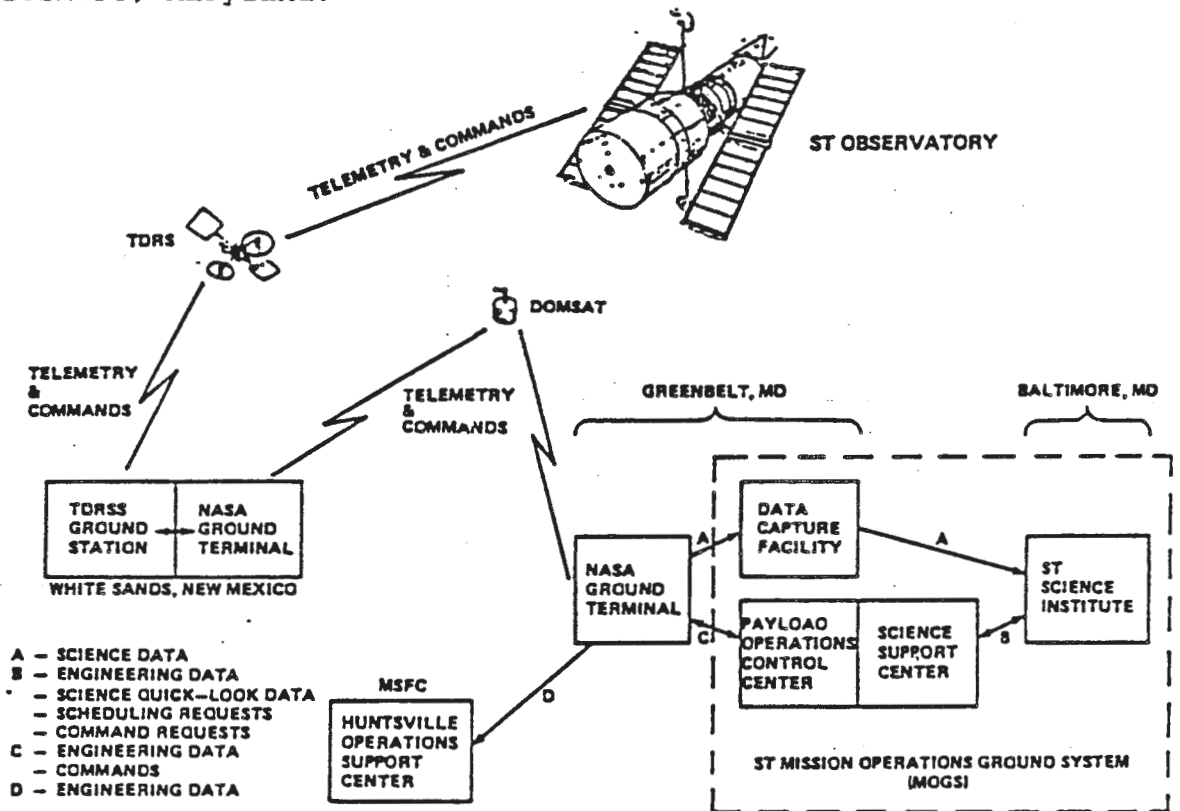 TELEMETRY & COMMANDS
ST OBSERVATORY
TDRS
DOMSAT
TELEMETRY
&
COMMANDS
TELEMETRY
&
COMMANDS
GREENBELT, MD
BALTIMORE, MD
TDRSS
GROUND
STATION
NASA
GROUND
TERMINAL
WHITE SANDS, NEW MEXICO
NASA
GROUND
TERMINAL
A
DATA
CAPTURE
FACILITY
A
ST
SCIENCE
INSTITUTE
C
PAYLOAD
OPERATIONS
CONTROL
CENTER
SCIENCE
SUPPORT
CENTER
B
D
MSFC
HUNTSVILLE
OPERATIONS
SUPPORT
CENTER
ST MISSION OPERATIONS GROUND SYSTEM
(MOGS)
A – SCIENCE DATA
B – ENGINEERING DATA
– SCIENCE QUICK–LOOK DATA
– SCHEDULING REQUESTS
– COMMAND REQUESTS
C – ENGINEERING DATA
– COMMANDS
D – ENGINEERING DATA